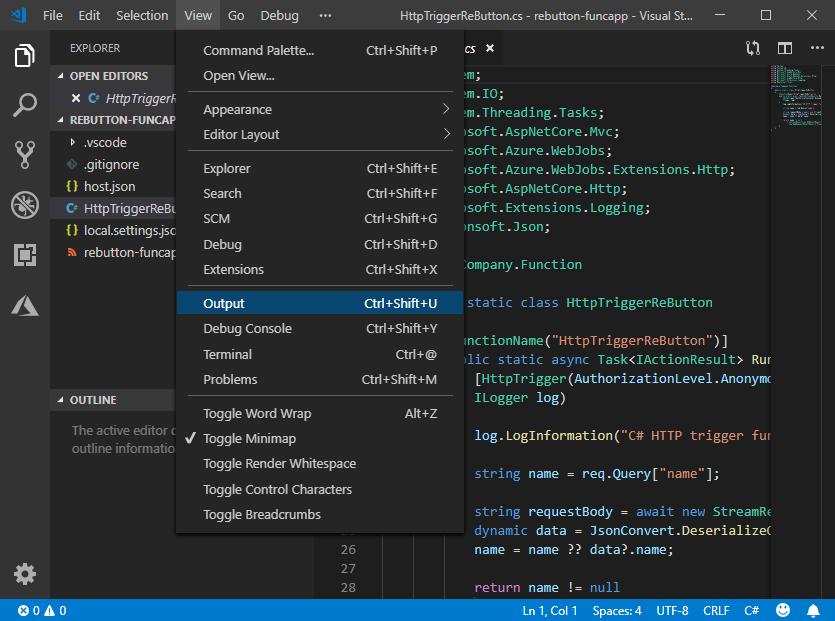 File Edit Selection View Go Debug ··· HttpTriggerReButton.cs - rebutton-funcapp - Visual St...
EXPLORER
OPEN EDITORS
HttpTriggerR
REBUTTON-FUNCAPP
.vscode
.gitignore
{} host.json
C# HttpTriggerReBu
{} local.settings.jso
rebutton-funcap
OUTLINE
The active editor c
outline informatio
Command Palette... Ctrl+Shift+P
Open View...
Appearance
Editor Layout
Explorer Ctrl+Shift+E
Search Ctrl+Shift+F
SCM Ctrl+Shift+G
Debug Ctrl+Shift+D
Extensions Ctrl+Shift+X
Output Ctrl+Shift+U
Debug Console Ctrl+Shift+Y
Terminal Ctrl+@
Problems Ctrl+Shift+M
Toggle Word Wrap Alt+Z
Toggle Minimap
Toggle Render Whitespace
Toggle Control Characters
Toggle Breadcrumbs
cs
em;
em.IO;
em.Threading.Tasks;
osoft.AspNetCore.Mvc;
osoft.Azure.WebJobs;
osoft.Azure.WebJobs.Extensions.Http;
osoft.AspNetCore.Http;
osoft.Extensions.Logging;
onsoft.Json;
Company.Function
static class HttpTriggerReButton
unctionName("HttpTriggerReButton")]
blic static async Task<IActionResult> Run
[HttpTrigger(AuthorizationLevel.Anonymo
ILogger log)
log.LogInformation("C# HTTP trigger fun
string name = req.Query["name"];
string requestBody = await new StreamRe
dynamic data = JsonConvert.DeserializeO
26 name = name ?? data?.name;
27
28 return name != null
0 0 Ln 1, Col 1 Spaces: 4 UTF-8 CRLF C#